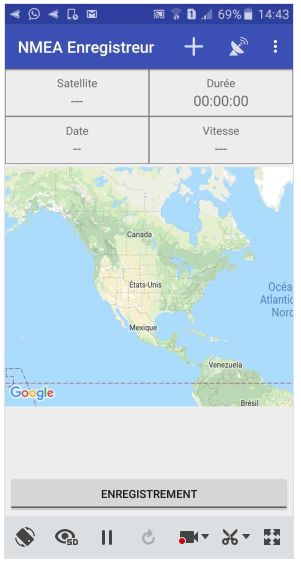 69% 14:43
NMEA Enregistreur
Satellite
---
Durée
00:00:00
Date
--
Vitesse
---
Canada
États-Unis
Océa
Atlantic
Nord
Mexique
Venezuela
Brésil
Google
ENREGISTREMENT
SD